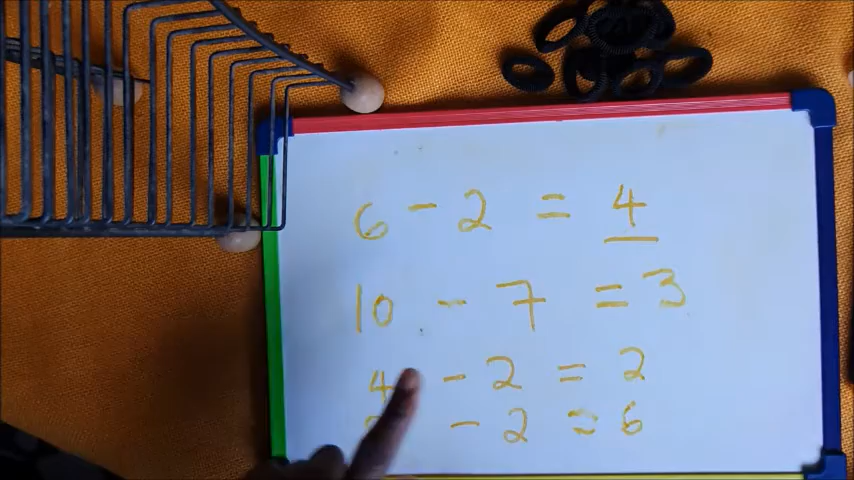 6 - 2 = 4
10 - 7 = 3
4 - 2 = 2
- 2 = 6